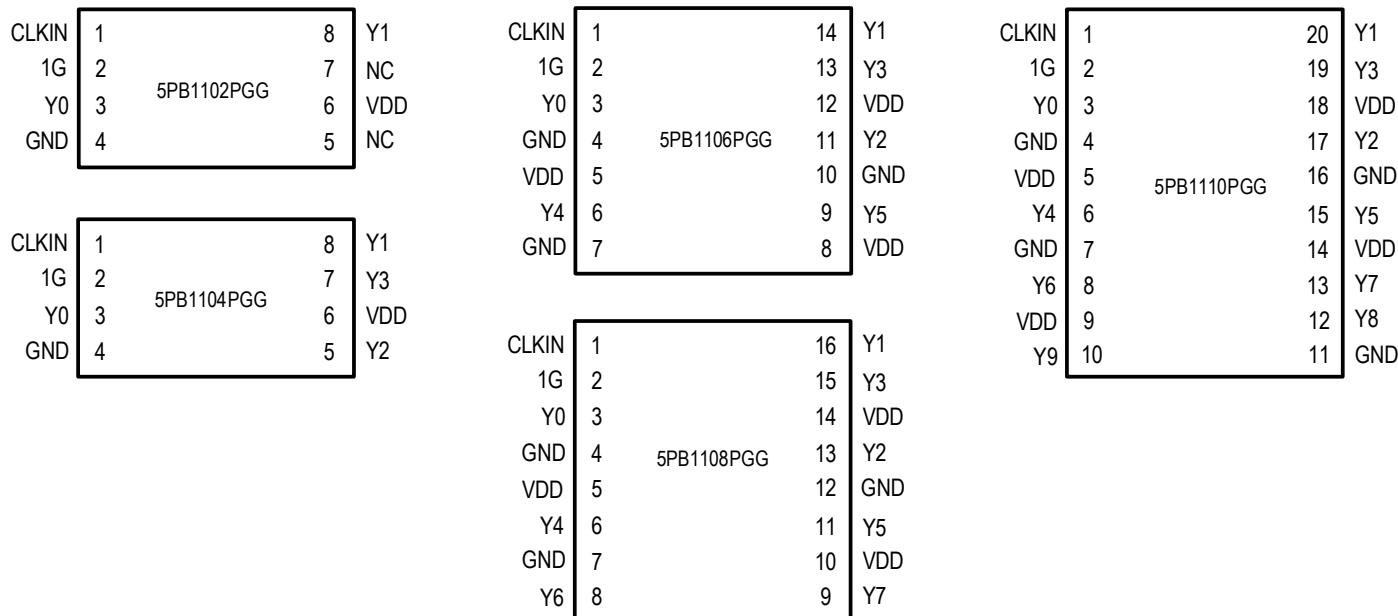 5PB1102PGG
CLKIN 1 8 Y1
1G 2 7 NC
Y0 3 6 VDD
GND 4 5 NC
5PB1104PGG
CLKIN 1 8 Y1
1G 2 7 Y3
Y0 3 6 VDD
GND 4 5 Y2
5PB1106PGG
CLKIN 1 14 Y1
1G 2 13 Y3
Y0 3 12 VDD
GND 4 11 Y2
VDD 5 10 GND
Y4 6 9 Y5
GND 7 8 VDD
5PB1108PGG
CLKIN 1 16 Y1
1G 2 15 Y3
Y0 3 14 VDD
GND 4 13 Y2
VDD 5 12 GND
Y4 6 11 Y5
GND 7 10 VDD
Y6 8 9 Y7
5PB1110PGG
CLKIN 1 20 Y1
1G 2 19 Y3
Y0 3 18 VDD
GND 4 17 Y2
VDD 5 16 GND
Y4 6 15 Y5
GND 7 14 VDD
Y6 8 13 Y7
VDD 9 12 Y8
Y9 10 11 GND